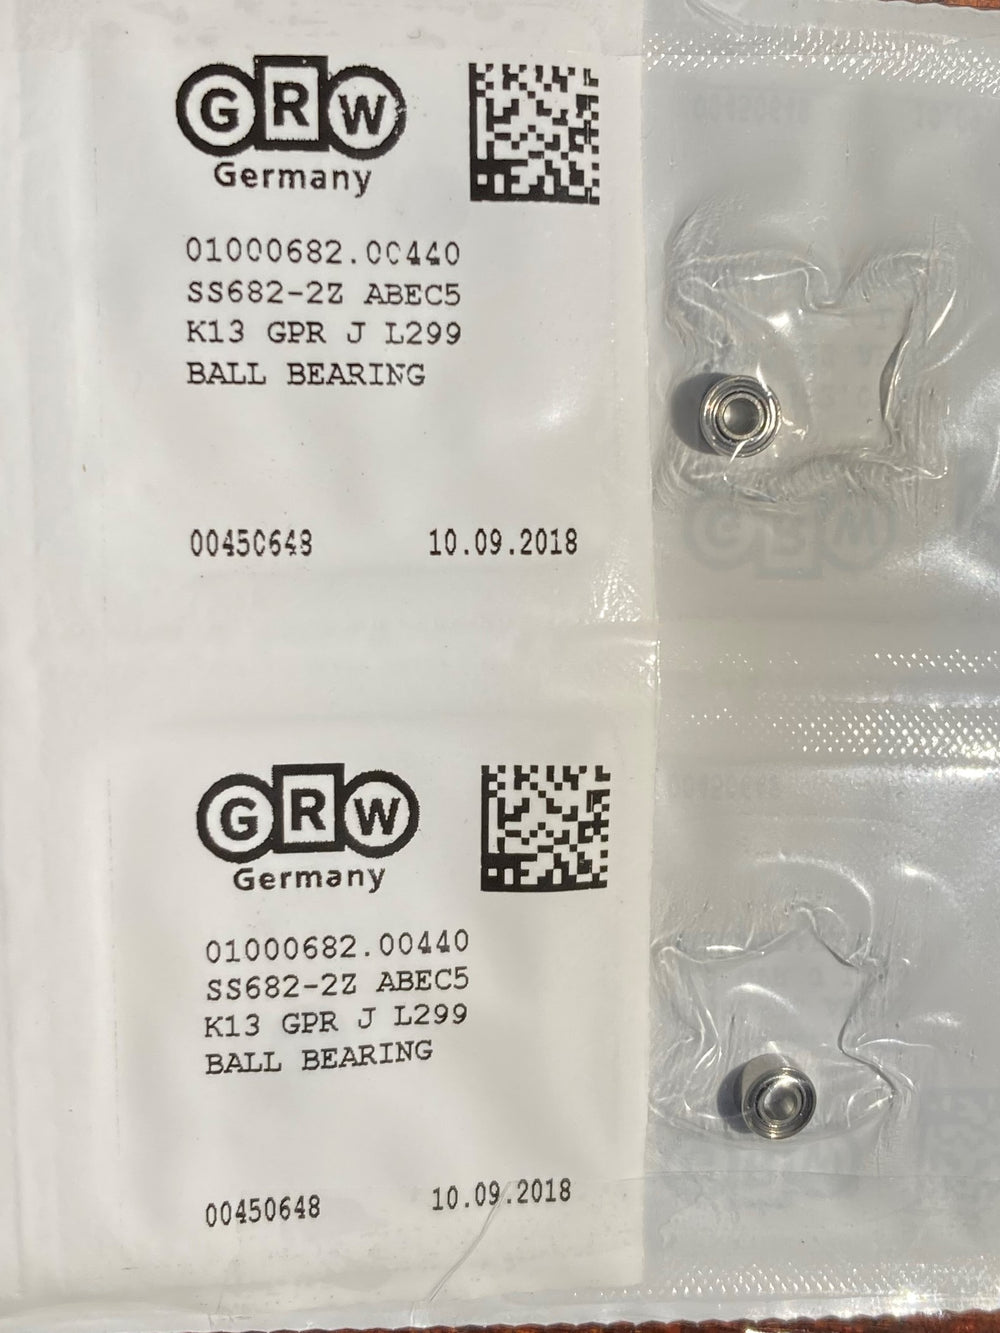 GRW
Germany
01000682.00440
SS682-2Z ABEC5
K13 GPR J L299
BALL BEARING
00450648 10.09.2018
GRW
Germany
01000682.00440
SS682-2Z ABEC5
K13 GPR J L299
BALL BEARING
00450648 10.09.2018
GRW